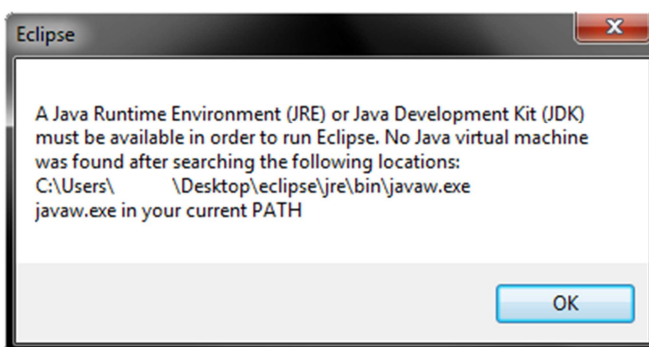 Eclipse
A Java Runtime Environment (JRE) or Java Development Kit (JDK)
must be available in order to run Eclipse. No Java virtual machine
was found after searching the following locations:
C:\Users\ \Desktop\eclipse\jre\bin\javaw.exe
javaw.exe in your current PATH
OK